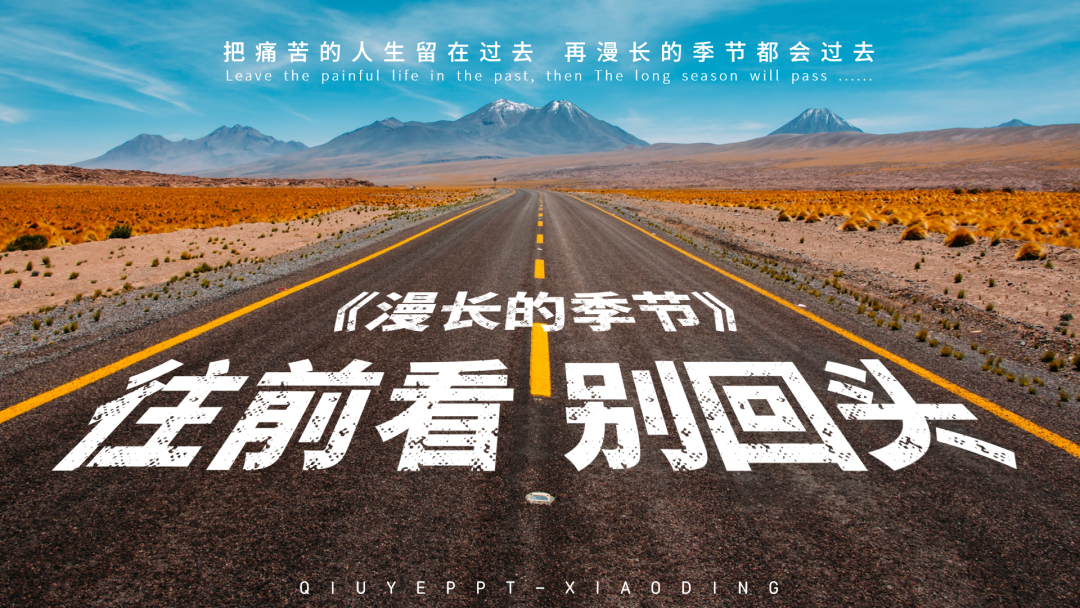 把痛苦的人生留在过去 再漫长的季节都会过去
Leave the painful life in the past, then The long season will pass ......
《漫长的季节》
往前看 别回头
QIUYEPPT-XIAODING